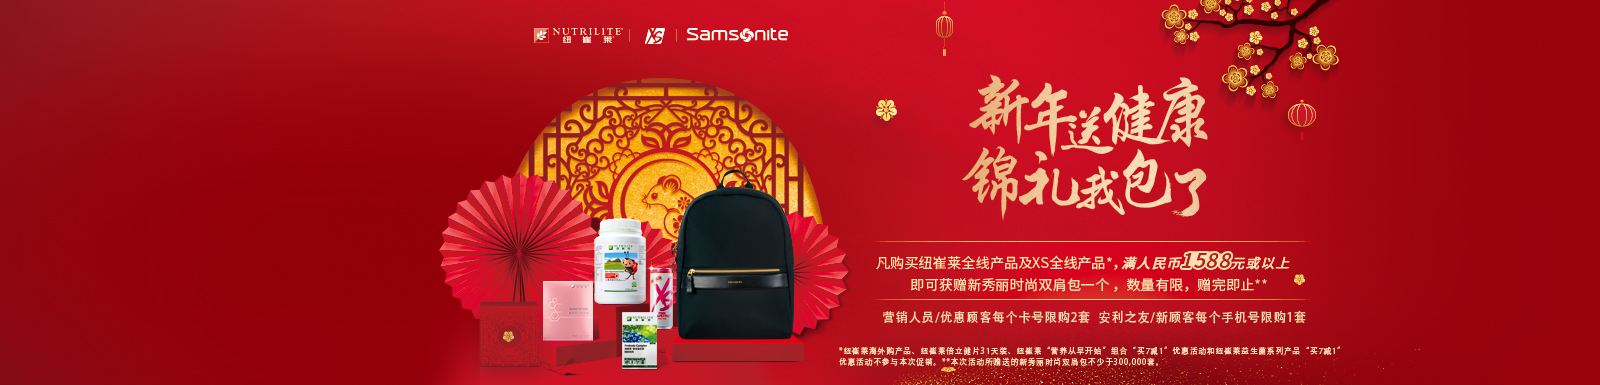 NUTRILITE
纽崔莱
XS
Samsonite
新年送健康
锦礼我包了
凡购买纽崔莱全线产品及XS全线产品*，满人民币1588元或以上
即可获赠新秀丽时尚双肩包一个，数量有限，赠完即止**
营销人员/优惠顾客每个卡号限购2套 安利之友/新顾客每个手机号限购1套
*纽崔莱海外购产品、纽崔莱倍立健片31天装、纽崔莱“营养从早开始”组合“买7减1”优惠活动和纽崔莱益生菌系列产品“买7减1”
优惠活动不参与本次促销。**本次活动所赠送的新秀丽时尚双肩包不少于300,000套。
NUTRILITE
XS
NUTRILITE